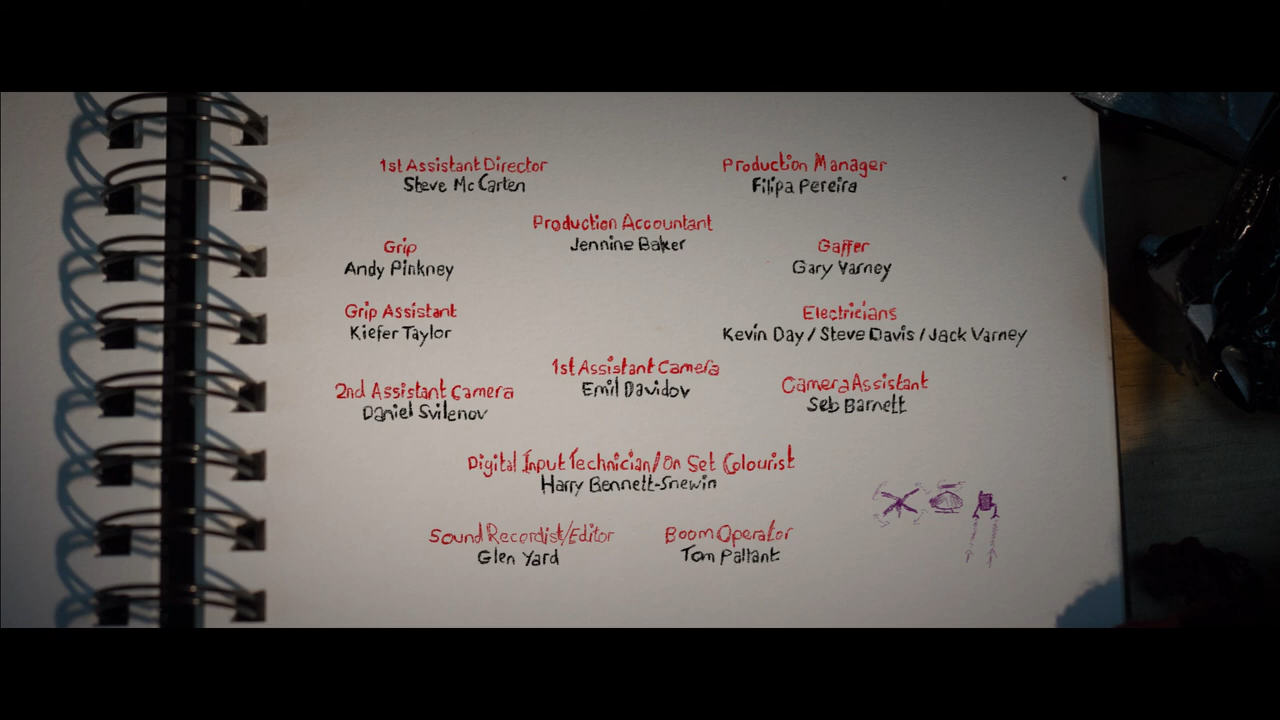 1st Assistant Director
Steve McCarten
Production Manager
Filipa Pereira
Production Accountant
Jennine Baker
Grip
Andy Pinkney
Gaffer
Gary Varney
Grip Assistant
Kiefer Taylor
Electricians
Kevin Day / Steve Davis / Jack Varney
1st Assistant Camera
Emil Davidov
2nd Assistant Camera
Daniel Svilenov
Camera Assistant
Seb Barnett
Digital Input Technician/On Set Colourist
Harry Bennett-Snewin
Sound Recordist/Editor
Glen Yard
Boom Operator
Tom Pallant